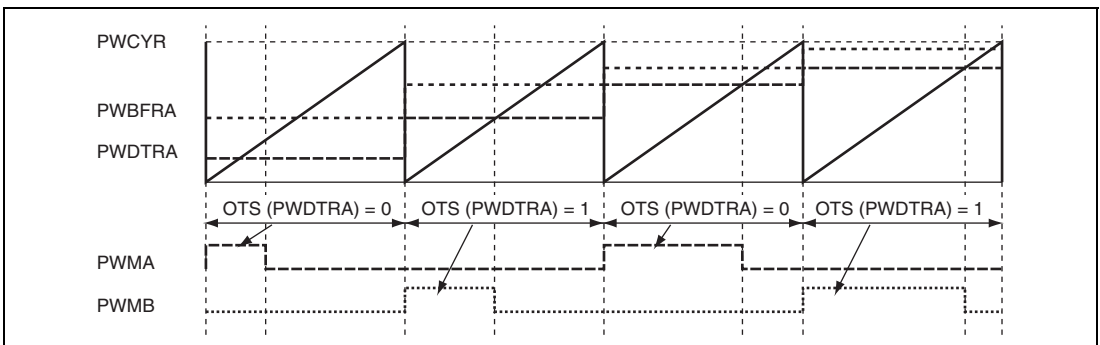 PWCYR
PWBFRA
PWDTRA
OTS (PWDTRA) = 0 OTS (PWDTRA) = 1 OTS (PWDTRA) = 0 OTS (PWDTRA) = 1
PWMA
PWMB